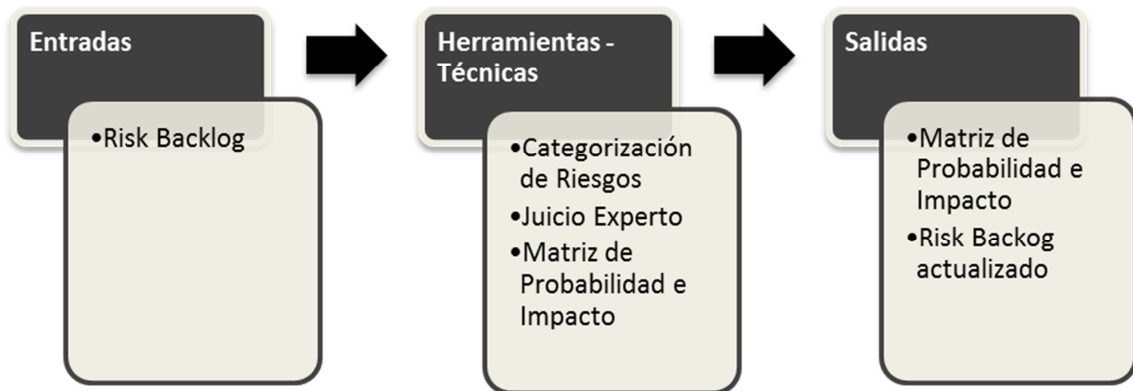 Entradas
•Risk Backlog
Herramientas -
Técnicas
•Categorización
de Riesgos
•Juicio Experto
•Matriz de
Probabilidad e
Impacto
Salidas
•Matriz de
Probabilidad e
Impacto
•Risk Backog
actualizado